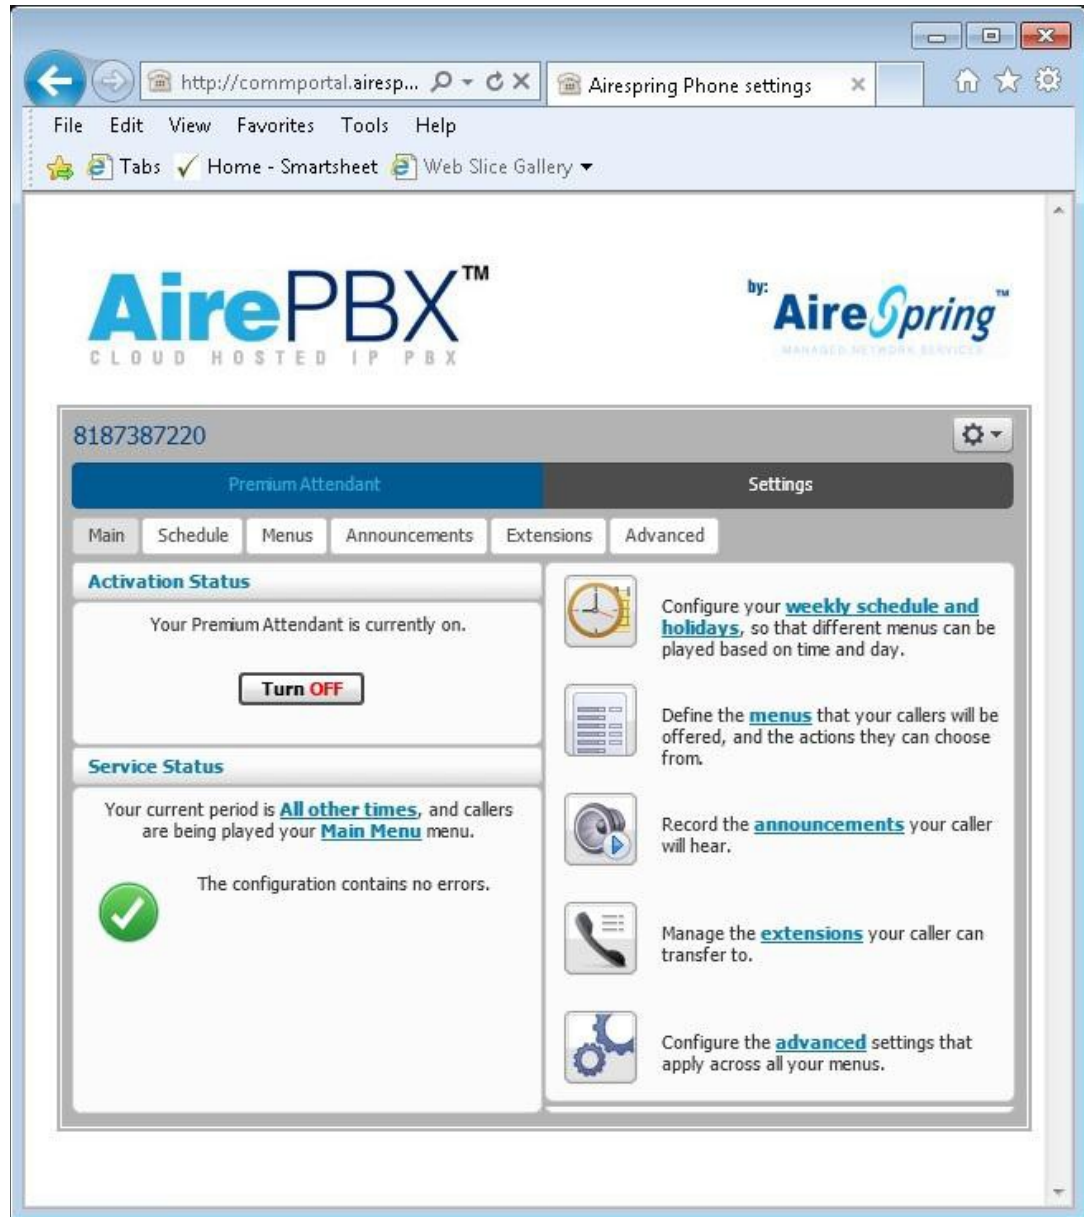 http://commportal.airesp...
Airespring Phone settings
File Edit View Favorites Tools Help
Tabs Home - Smartsheet Web Slice Gallery
AirePBX™
CLOUD HOSTED IP PBX
by:
AireSpring™
MANAGED NETWORK SERVICES
8187387220
Premium Attendant
Settings
Main Schedule Menus Announcements Extensions Advanced
Activation Status
Your Premium Attendant is currently on.
Turn OFF
Service Status
Your current period is All other times, and callers
are being played your Main Menu menu.
The configuration contains no errors.
Configure your weekly schedule and
holidays, so that different menus can be
played based on time and day.
Define the menus that your callers will be
offered, and the actions they can choose
from.
Record the announcements your caller
will hear.
Manage the extensions your caller can
transfer to.
Configure the advanced settings that
apply across all your menus.